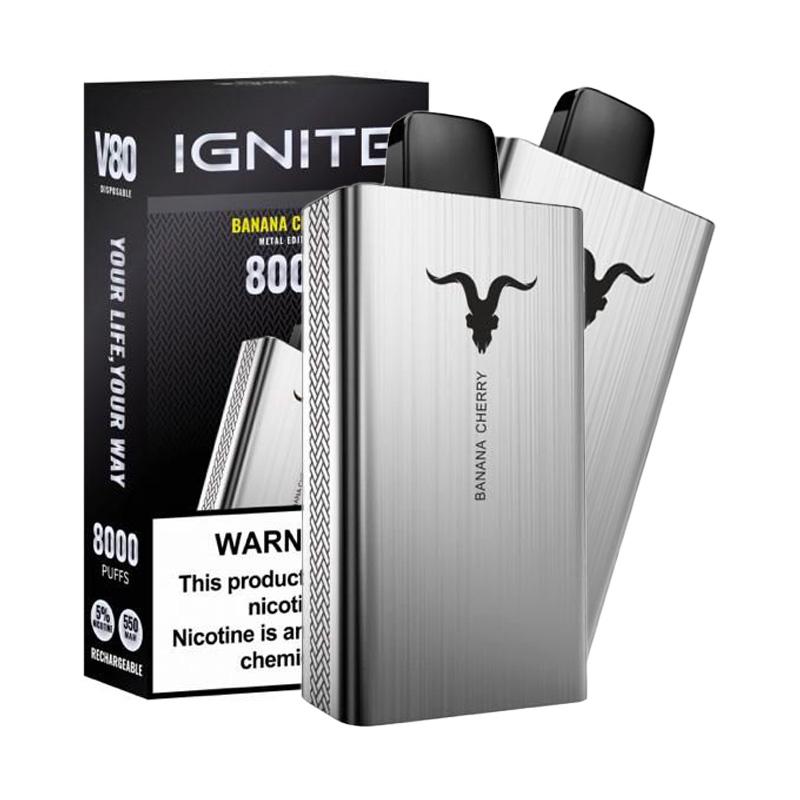 V80
DISPOSABLE
YOUR LIFE, YOUR WAY
8000
PUFFS
5%
NICOTINE
550
MAH
RECHARGEABLE
IGNITE
BANANA
METAL
800
WARN
This product
nicoti
Nicotine is an
chemi
BANANA CHERRY